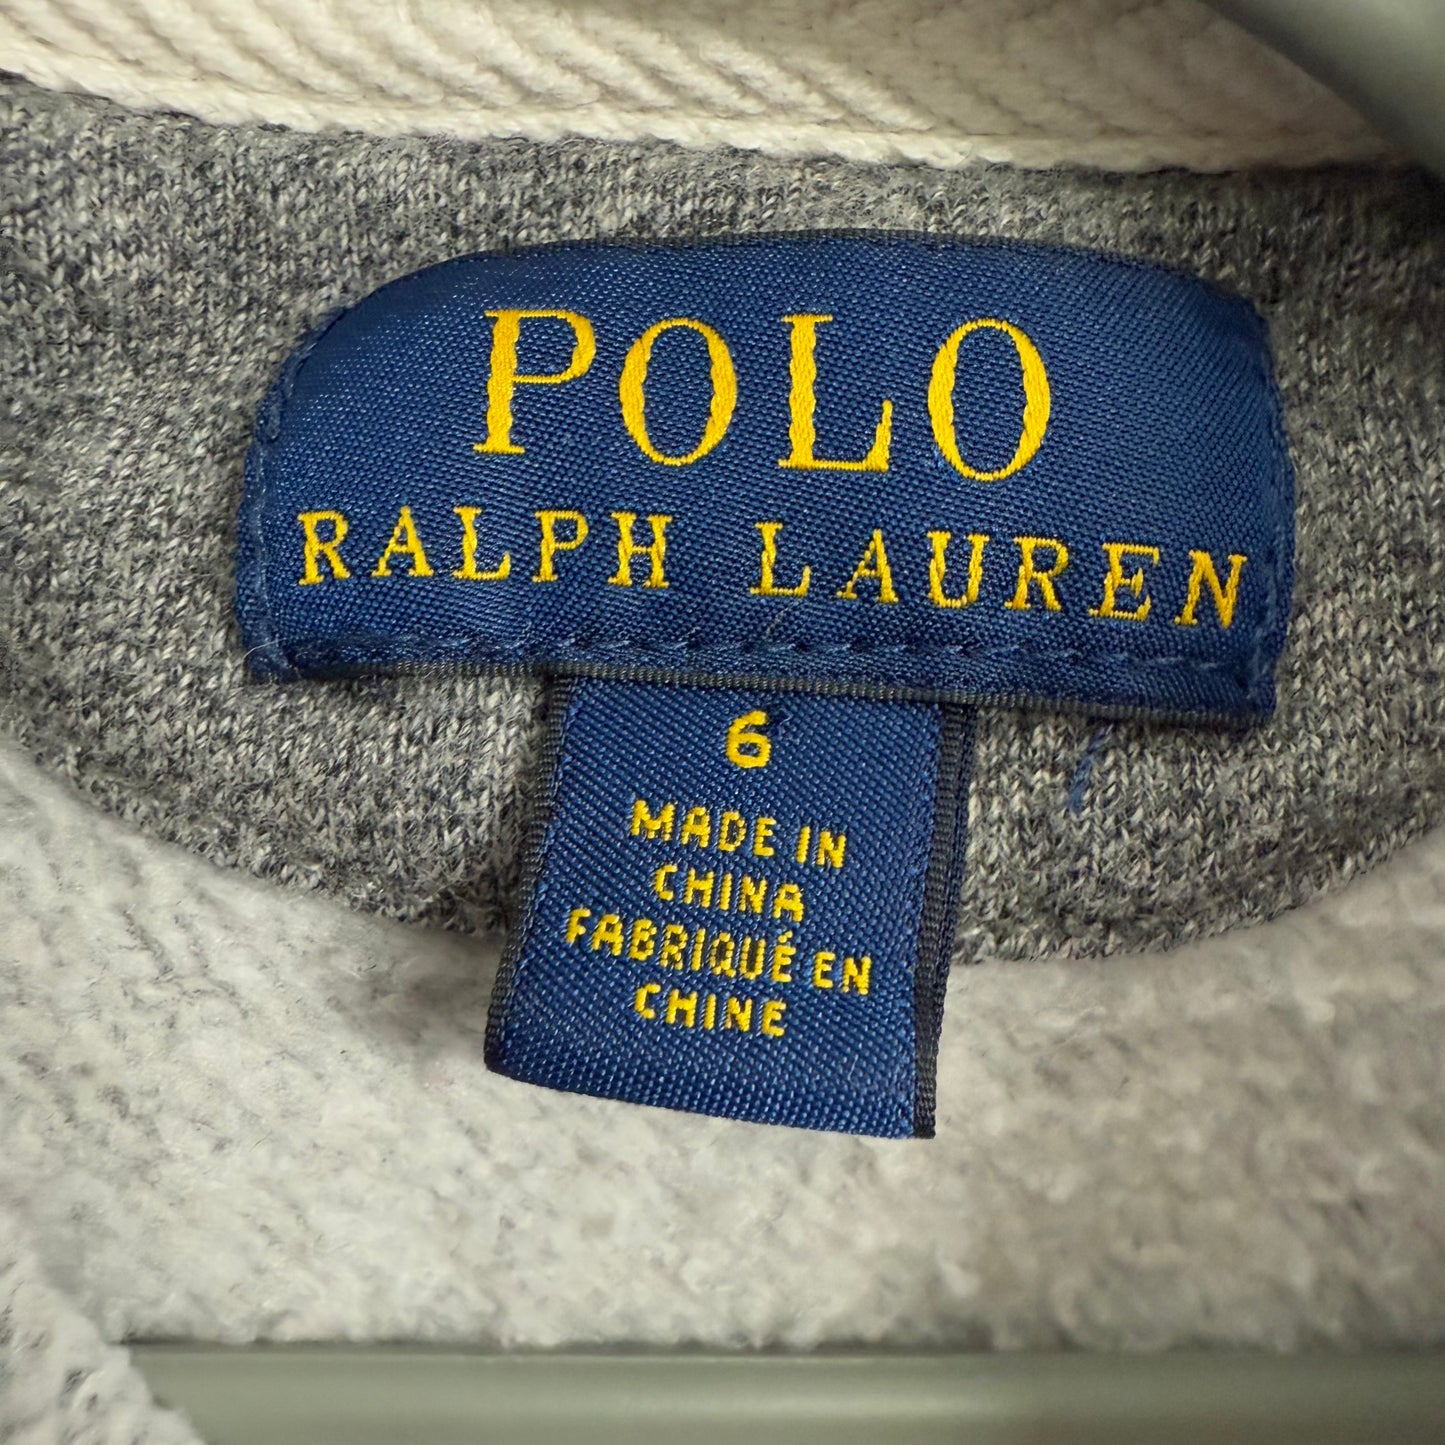 POLO
RALPH LAUREN
6
MADE IN
CHINA
FABRIQUÉ EN
CHINE